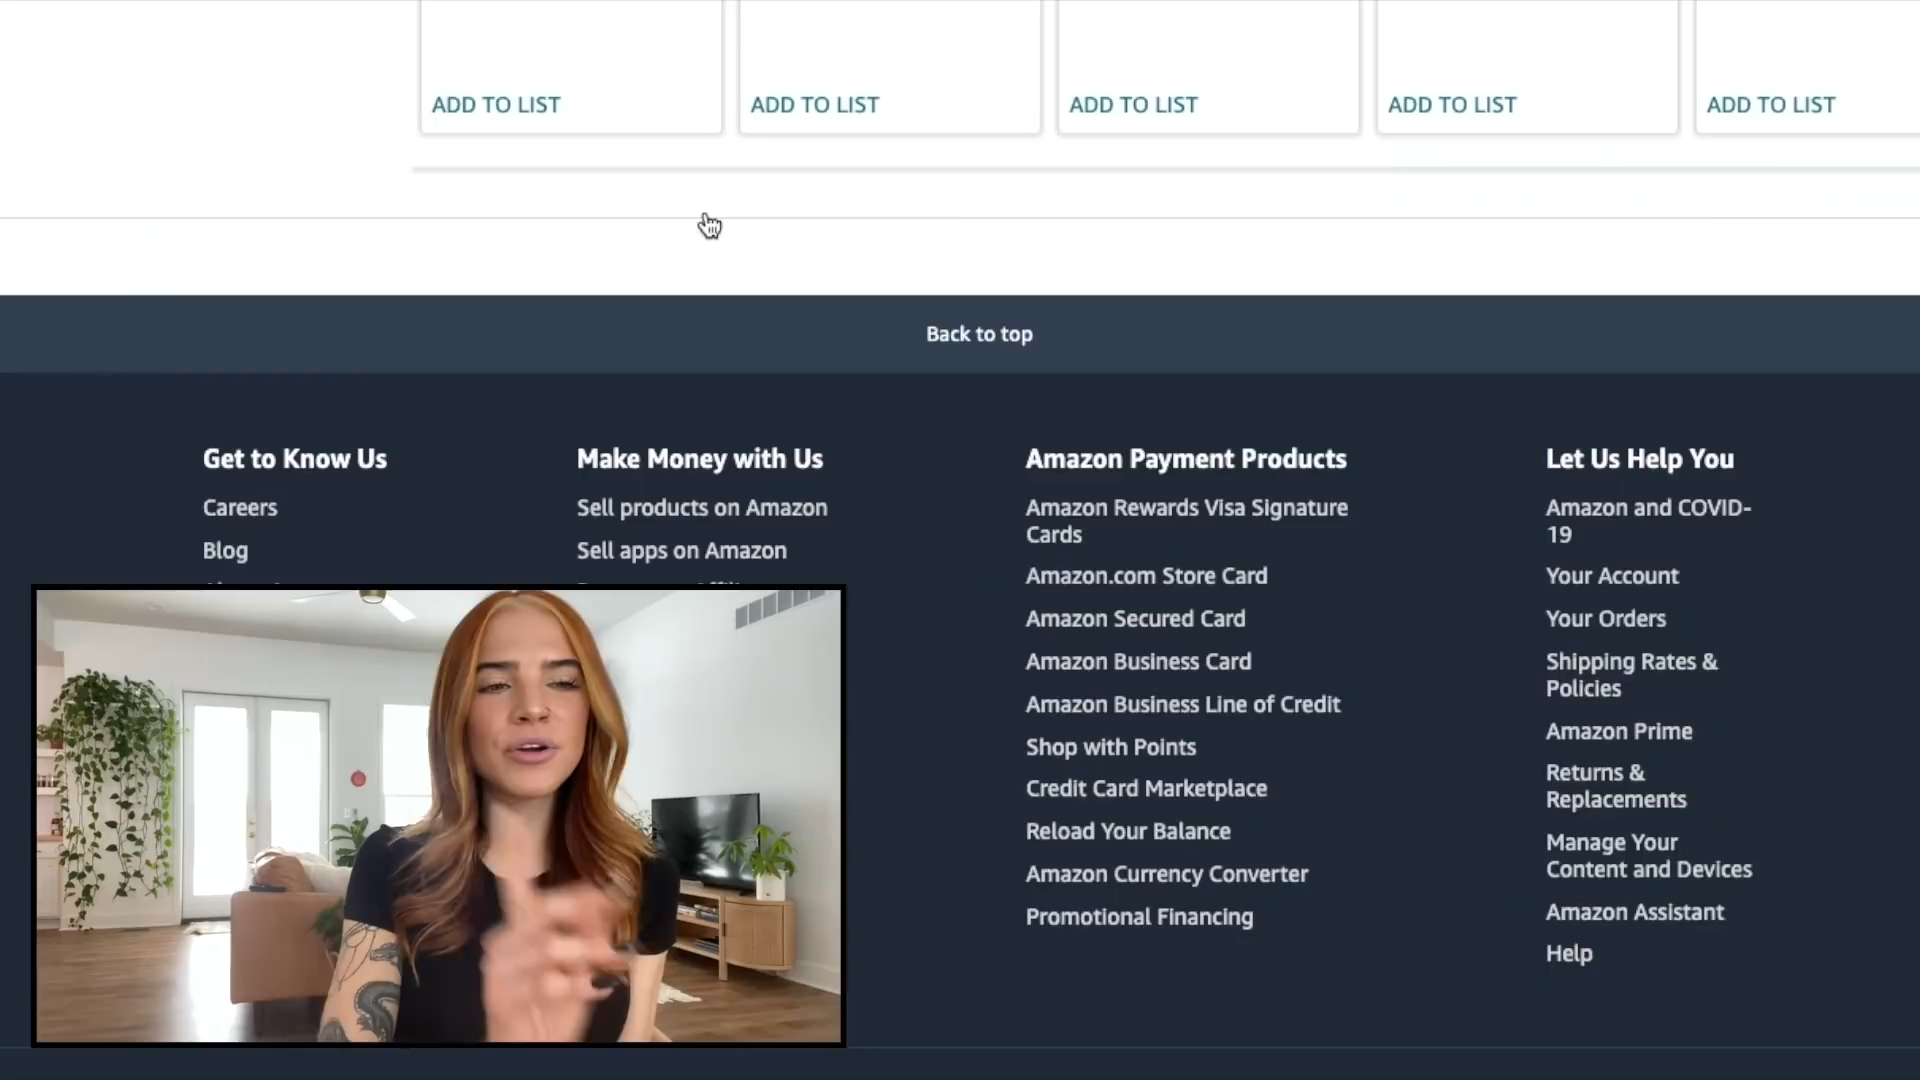 ADD TO LIST
ADD TO LIST
ADD TO LIST
ADD TO LIST
ADD TO LIST
Back to top
Get to Know Us
Careers
Blog
Make Money with Us
Sell products on Amazon
Sell apps on Amazon
Amazon Payment Products
Amazon Rewards Visa Signature
Cards
Amazon.com Store Card
Amazon Secured Card
Amazon Business Card
Amazon Business Line of Credit
Shop with Points
Credit Card Marketplace
Reload Your Balance
Amazon Currency Converter
Promotional Financing
Let Us Help You
Amazon and COVID-
19
Your Account
Your Orders
Shipping Rates &
Policies
Amazon Prime
Returns &
Replacements
Manage Your
Content and Devices
Amazon Assistant
Help